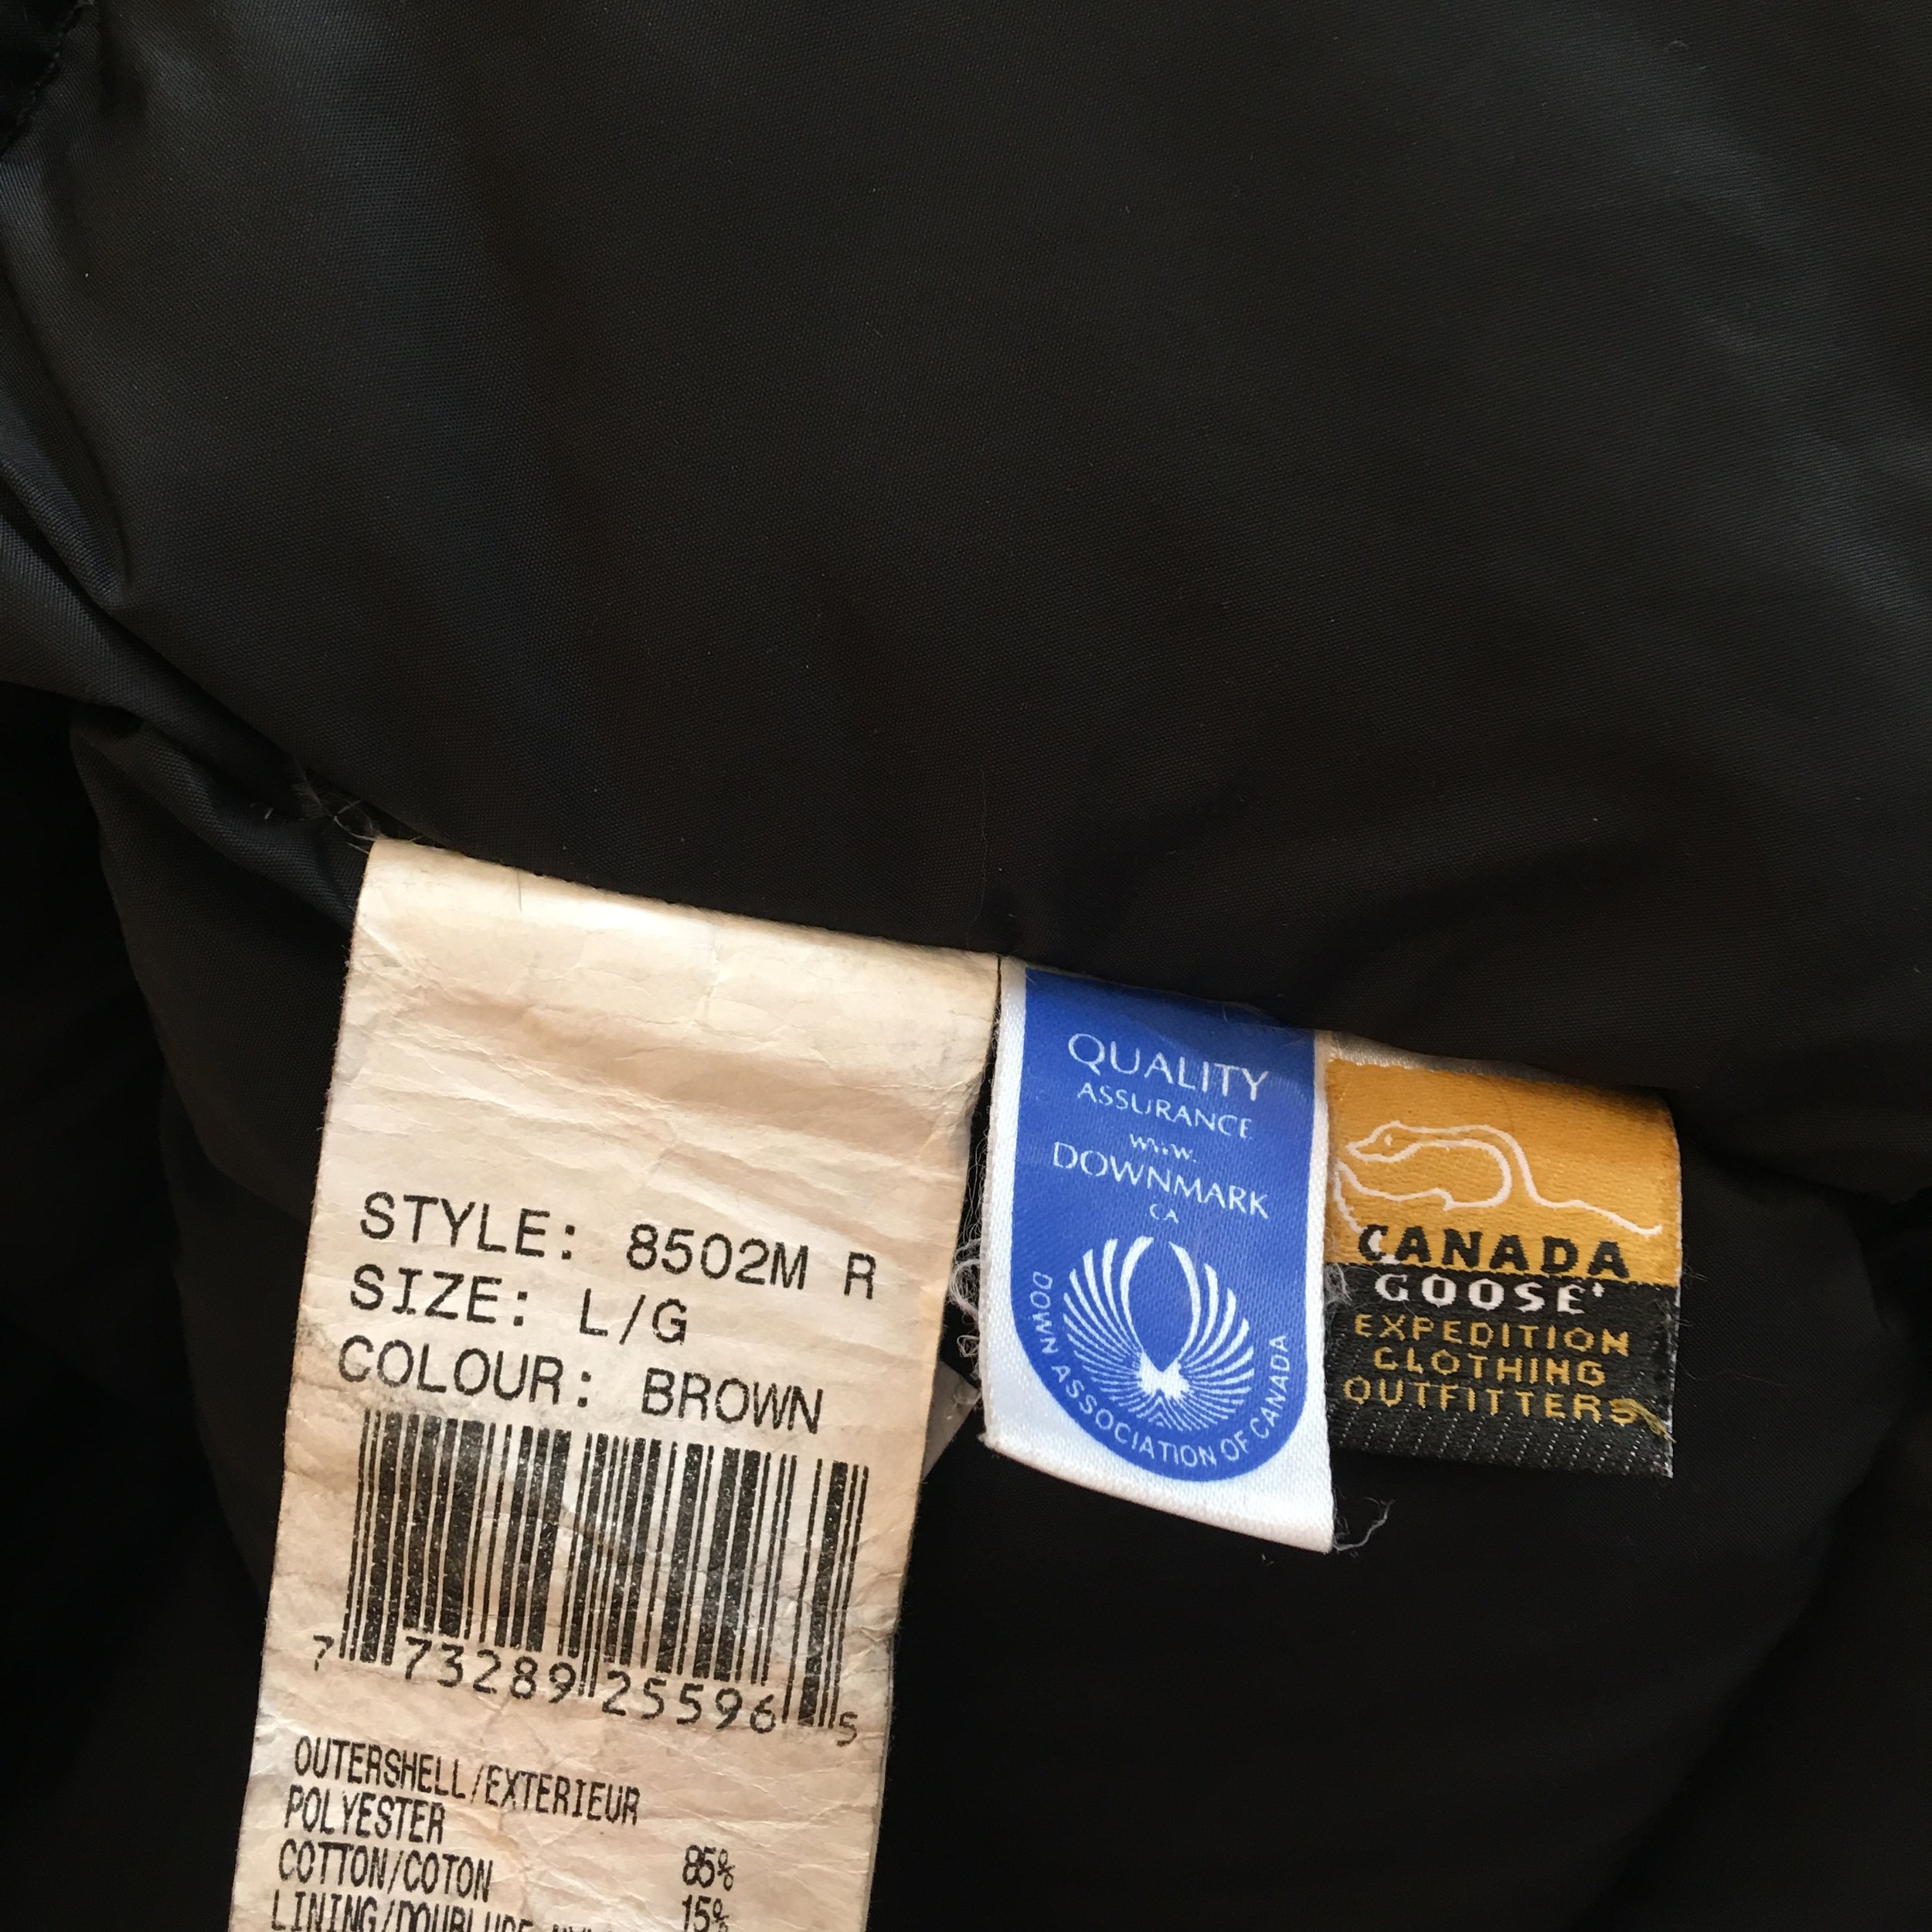 STYLE: 8502M R
SIZE: L/G
COLOUR: BROWN
7 73289 25596 5
OUTERSHELL/EXTERIEUR
POLYESTER 85%
COTTON/COTON 15%
QUALITY
ASSURANCE
www.
DOWNMARK
CA
DOWN ASSOCIATION OF CANADA
CANADA
GOOSE
EXPEDITION
CLOTHING
OUTFITTERS